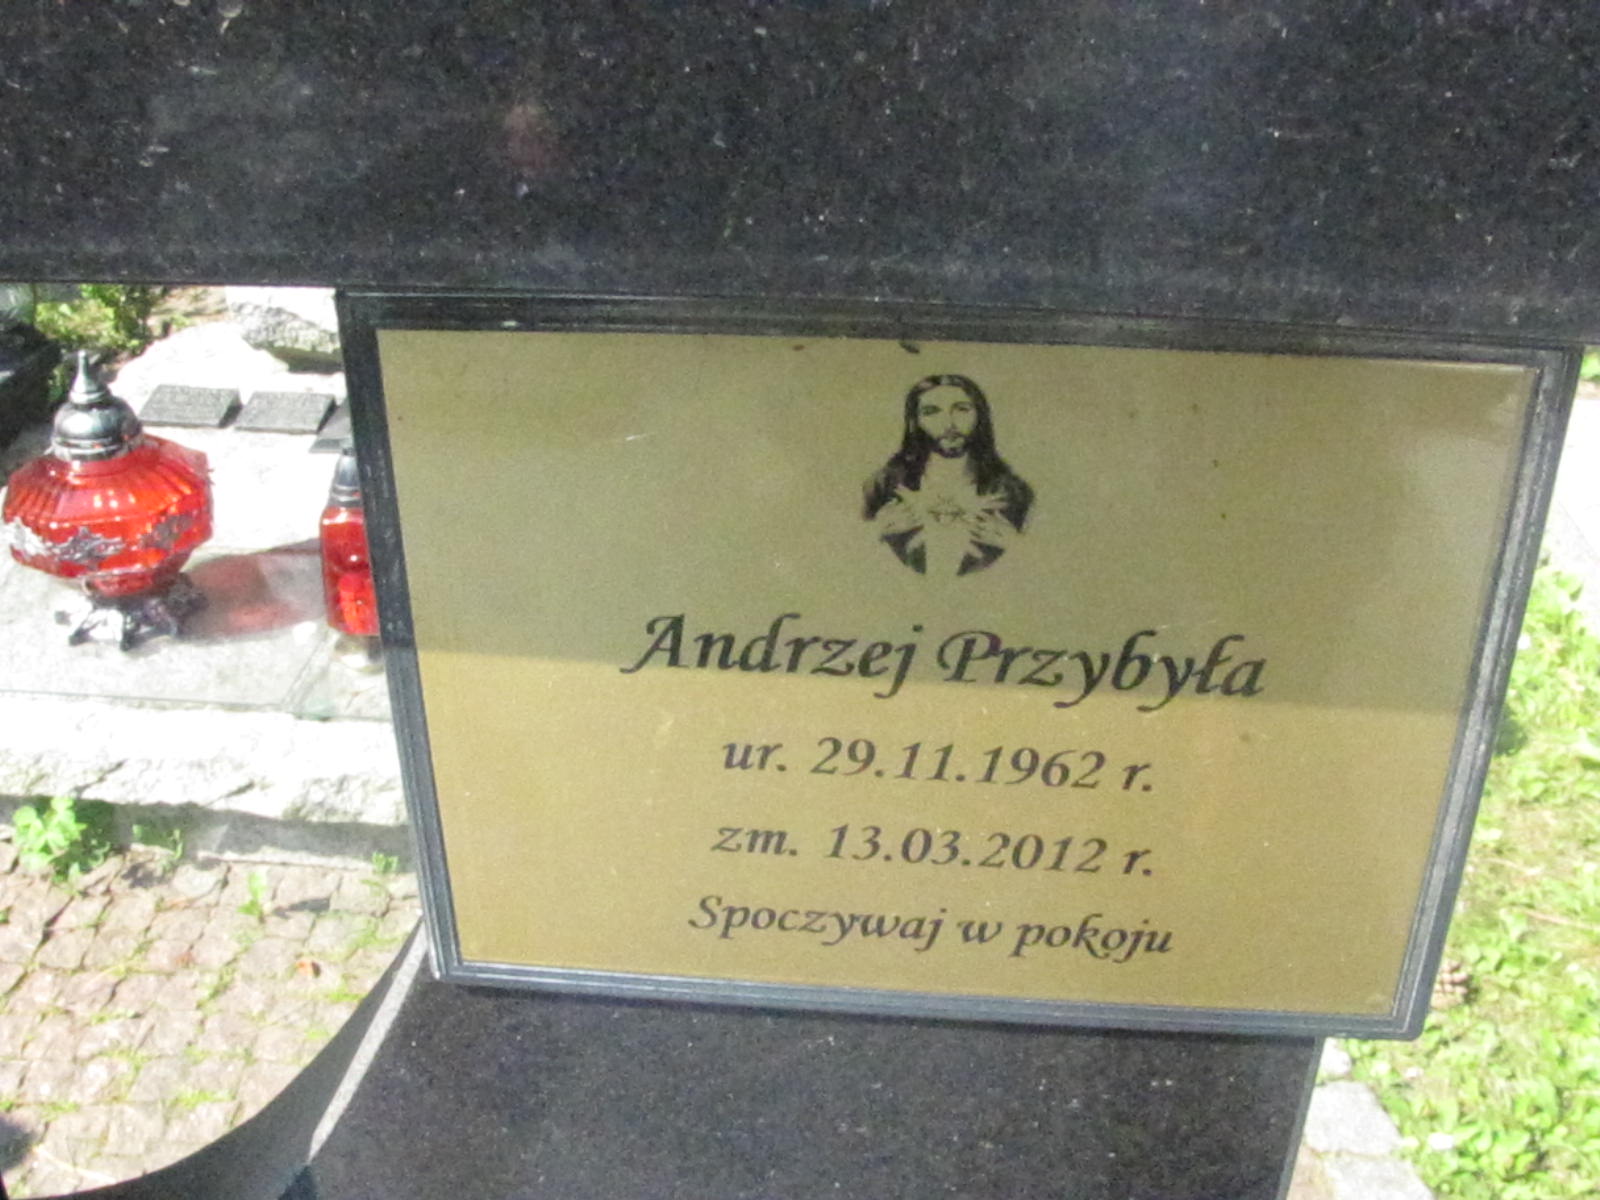 Andrzej Przybyła
ur. 29.11.1962 r.
zm. 13.03.2012 r.
Spoczywaj w pokoju